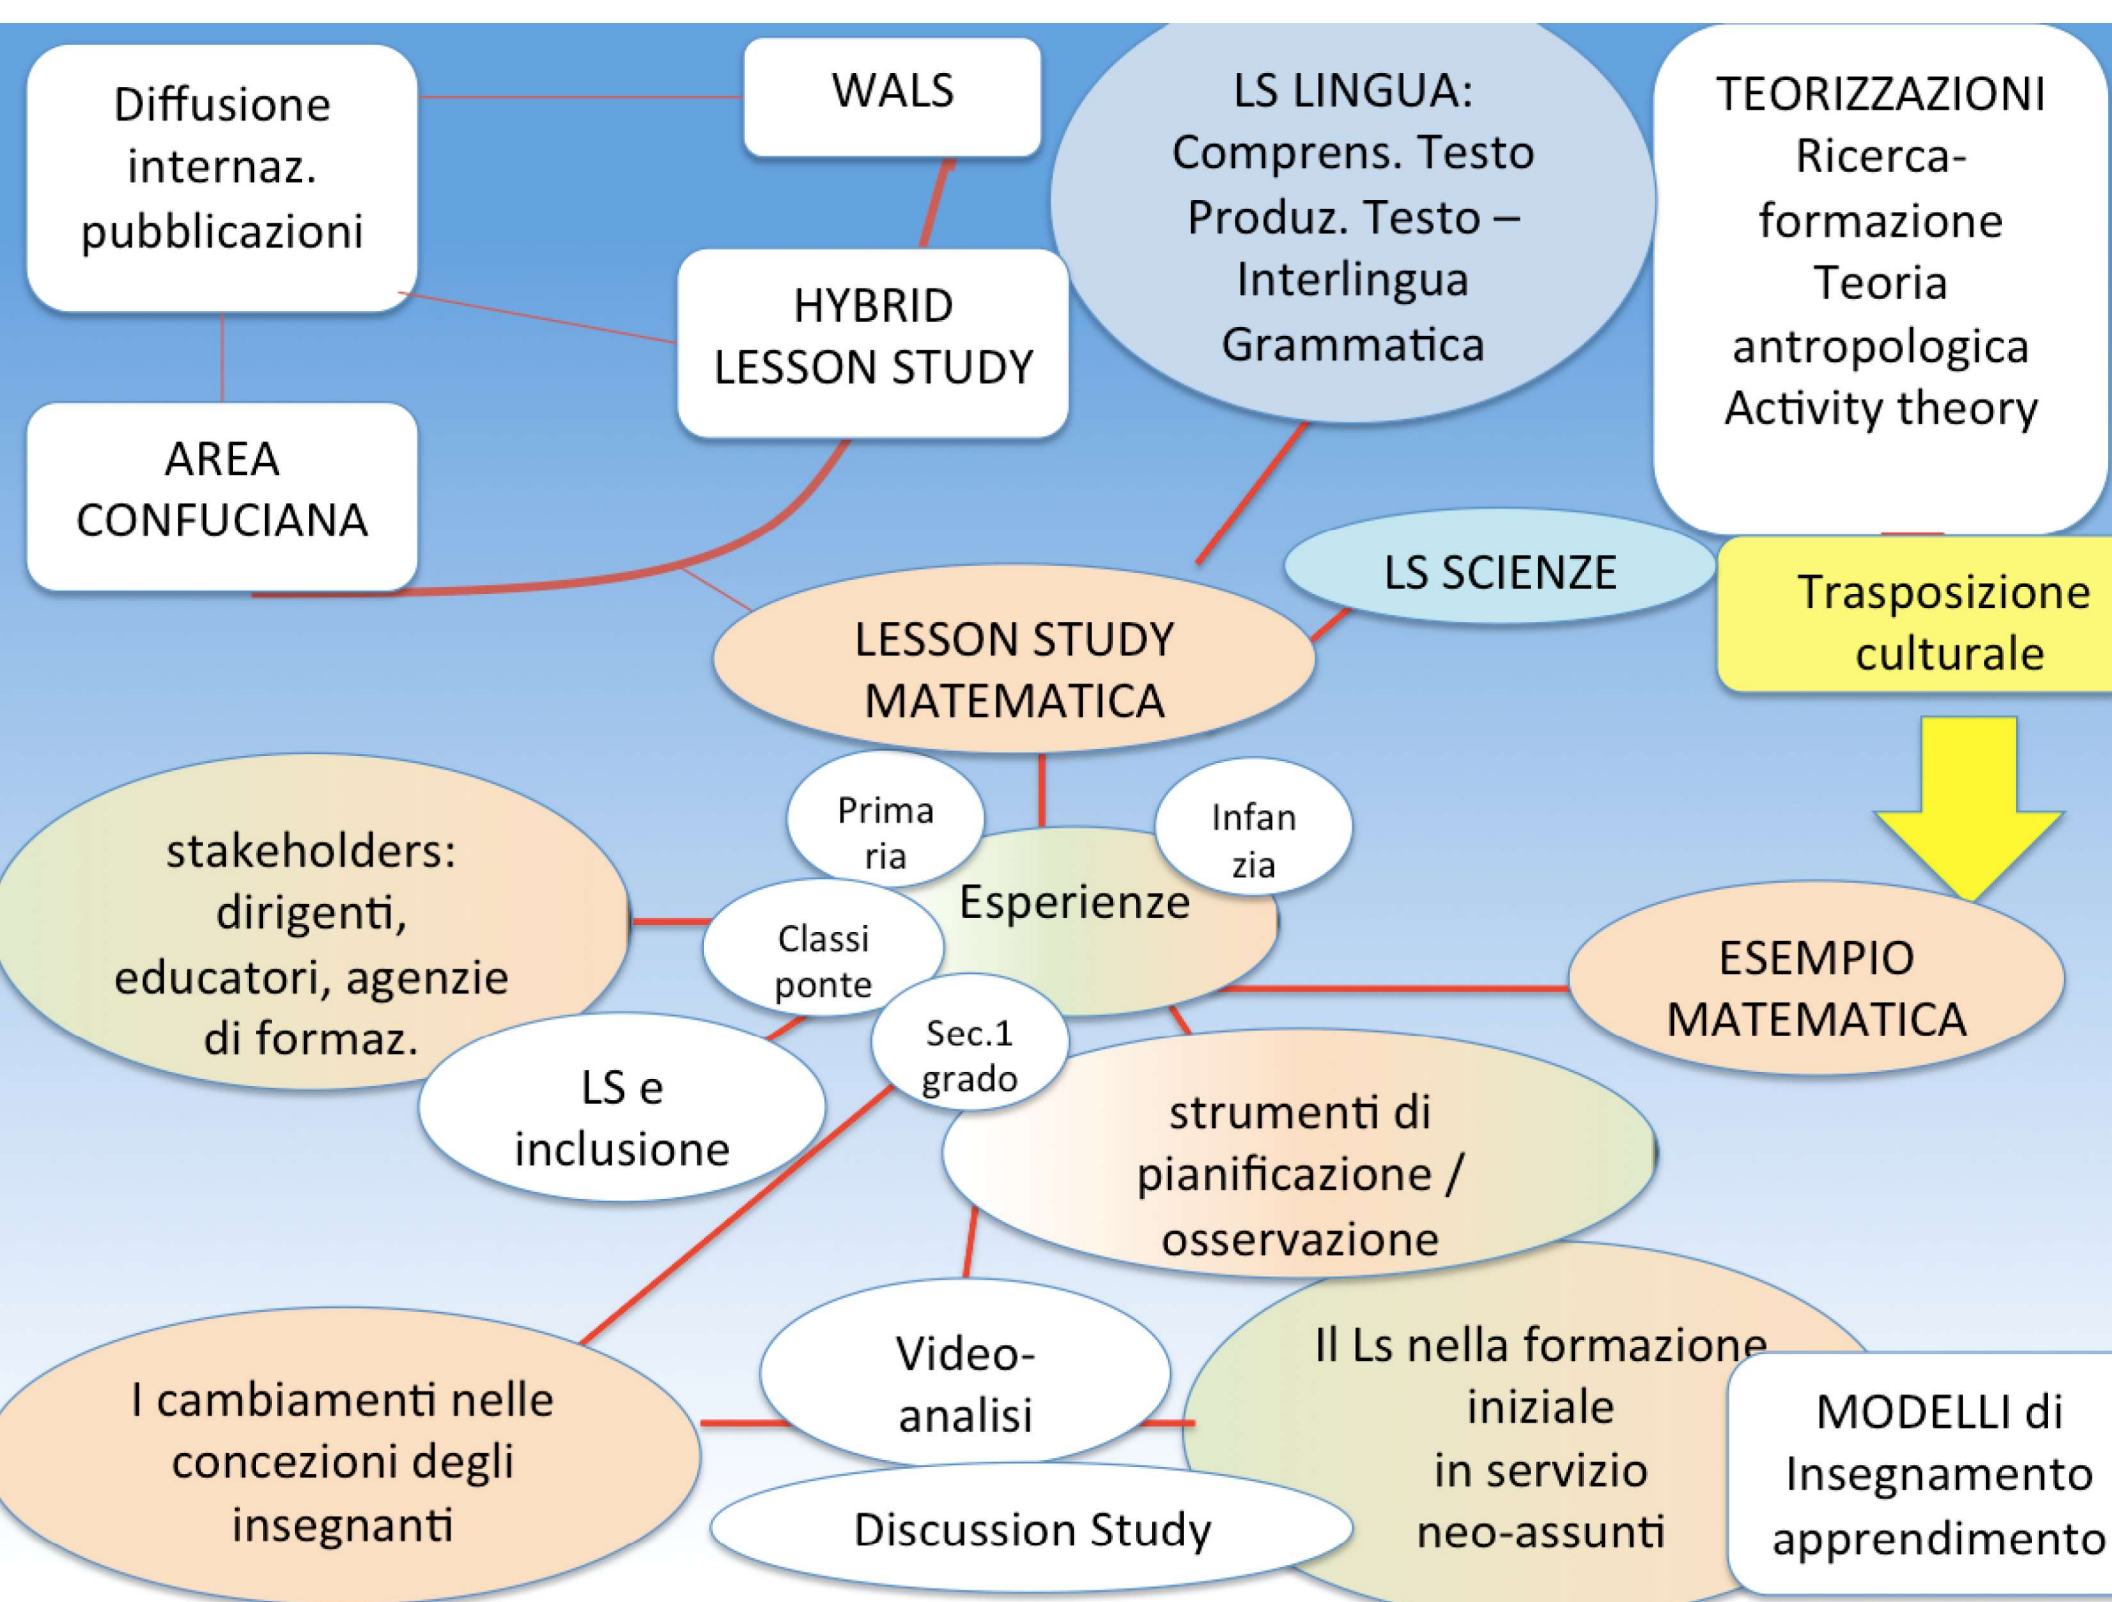 Diffusione
internaz.
pubblicazioni
WALS
LS LINGUA:
Comprens. Testo
Produz. Testo –
Interlingua
Grammatica
TEORIZZAZIONI
Ricerca-
formazione
Teoria
antropologica
Activity theory
HYBRID
LESSON STUDY
AREA
CONFUCIANA
LS SCIENZE
Trasposizione
culturale
LESSON STUDY
MATEMATICA
Prima
ria
Infan
zia
Esperienze
stakeholders:
dirigenti,
educatori, agenzie
di formaz.
Classi
ponte
ESEMPIO
MATEMATICA
Sec.1
grado
LS e
inclusione
strumenti di
pianificazione /
osservazione
I cambiamenti nelle
concezioni degli
insegnanti
Video-
analisi
Il Ls nella formazione
iniziale
in servizio
neo-assunti
MODELLI di
Insegnamento
apprendimento
Discussion Study